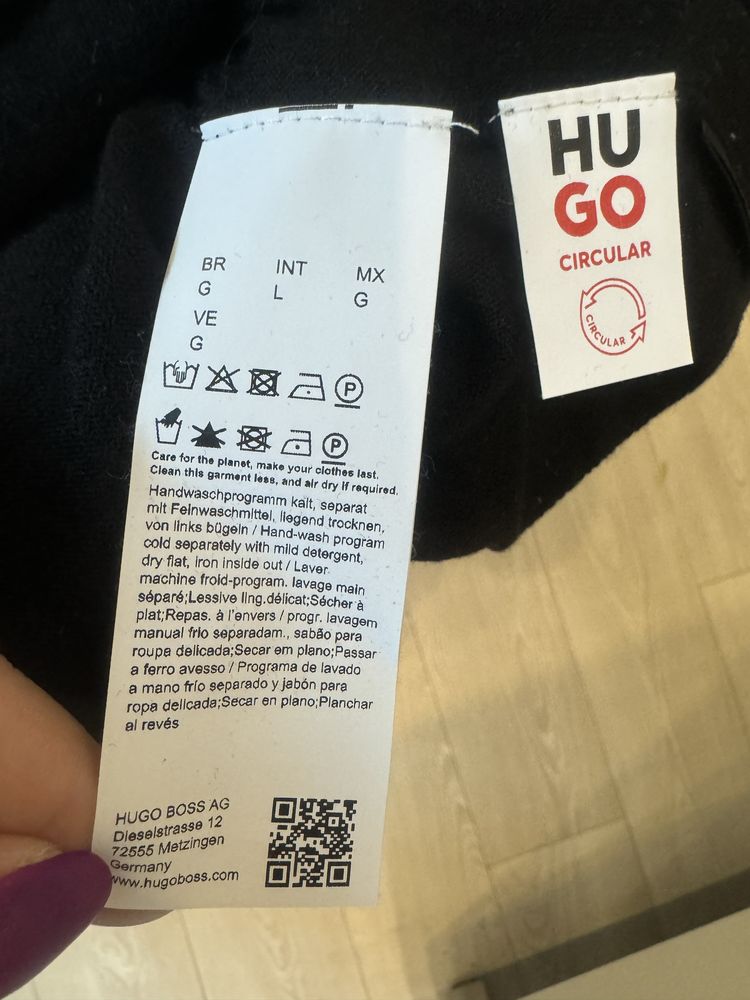 BR INT MX
G L G
VE
G
P
P
Care for the planet, make your clothes last.
Clean this garment less, and air dry if required.
Handwaschprogramm kalt, separat
mit Feinwaschmittel, liegend trocknen,
von links bügeln / Hand-wash program
cold separately with mild detergent,
dry flat, iron inside out / Laver
machine froid-program. lavage main
séparé;Lessive ling.délicat;Sécher à
plat;Repas. à l'envers / progr. lavagem
manual frio separadam., sabão para
roupa delicada;Secar em plano;Passar
a ferro avesso / Programa de lavado
a mano frío separado y jabón para
ropa delicada;Secar en plano;Planchar
al revés
HUGO BOSS AG
Dieselstrasse 12
72555 Metzingen
Germany
www.hugoboss.com
HU
GO
CIRCULAR
CIRCULAR